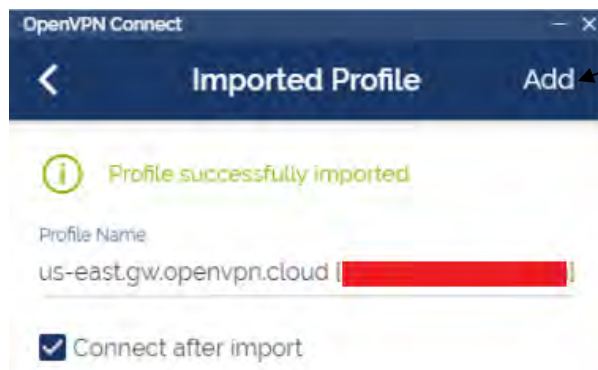 OpenVPN Connect
Imported Profile Add
Profile successfully imported
Profile Name
us-east.gw.openvpn.cloud [ ]
Connect after import